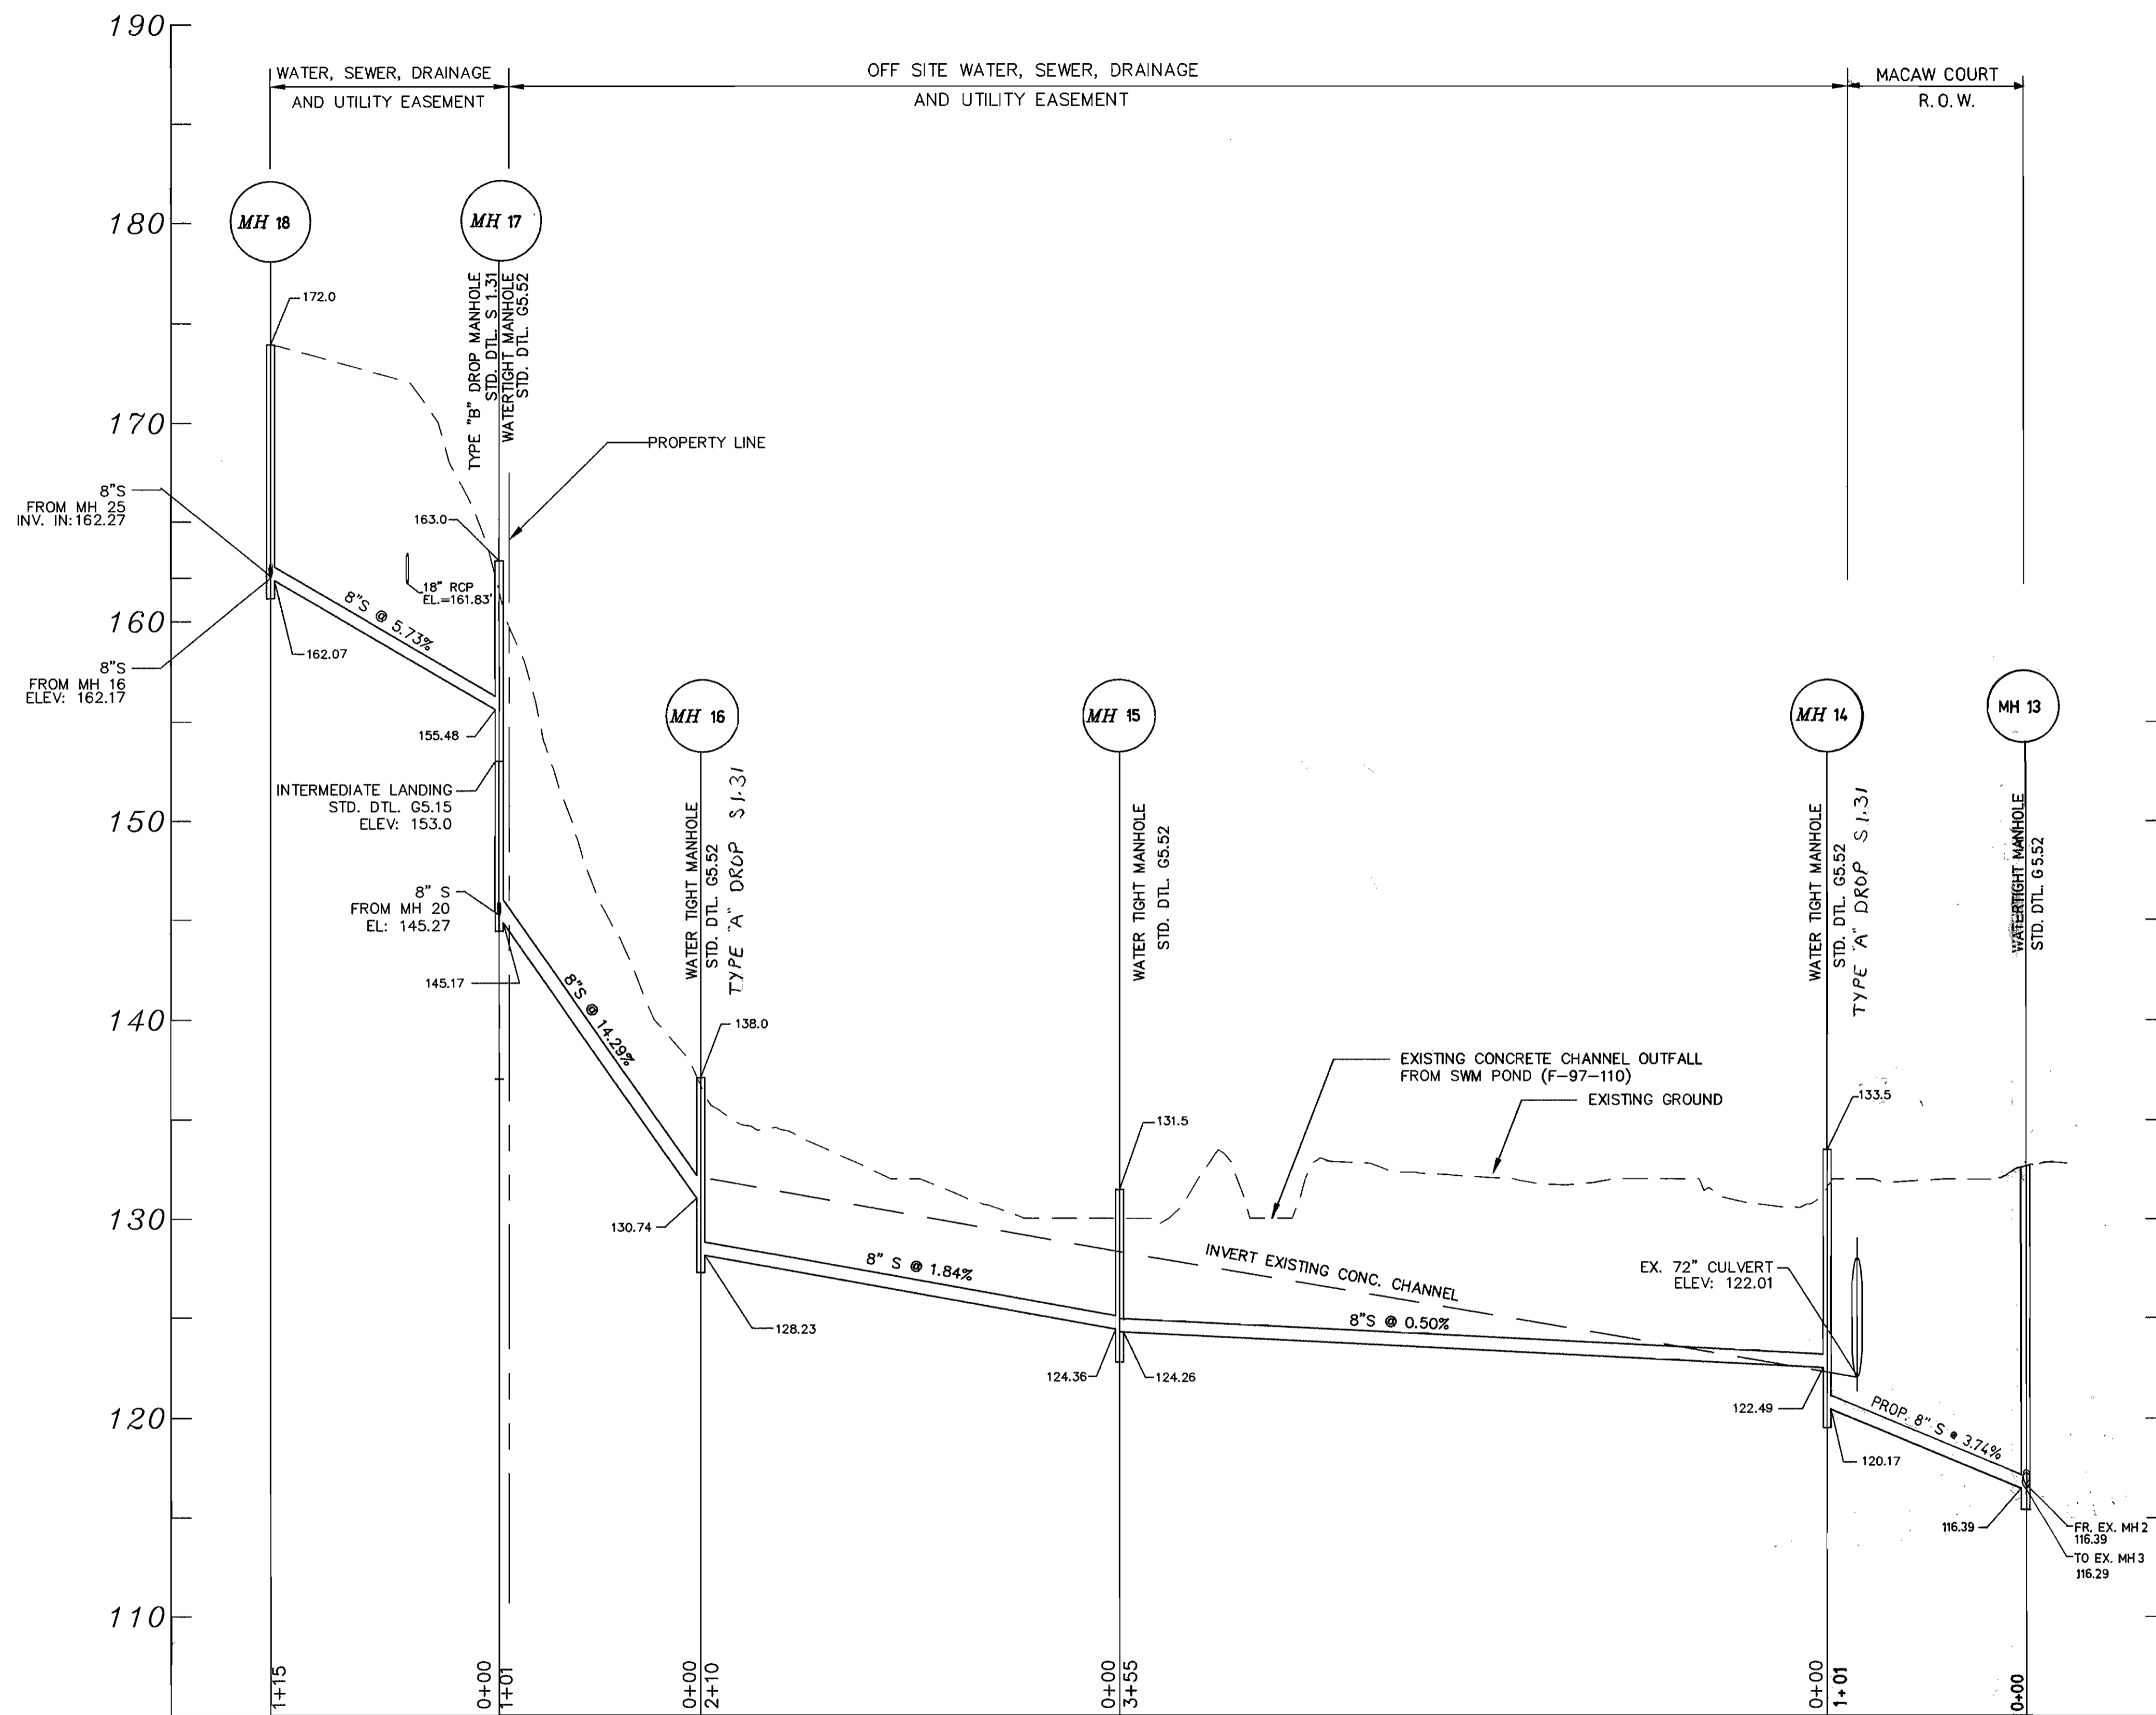 190
180
170
160
150
140
130
120
110
WATER, SEWER, DRAINAGE
AND UTILITY EASEMENT
OFF SITE WATER, SEWER, DRAINAGE
AND UTILITY EASEMENT
MACAW COURT
R.O.W.
MH 18
MH 17
172.0
TYPE "B" DROP MANHOLE
STD. DTL. S 1.31
WATERTIGHT MANHOLE
STD. DTL. G5.52
PROPERTY LINE
8"S
FROM MH 25
INV. IN:162.27
163.0
18" RCP
EL.=161.83'
8"S @ 5.73%
162.07
8"S
FROM MH 16
ELEV: 162.17
155.48
INTERMEDIATE LANDING
STD. DTL. G5.15
ELEV: 153.0
8" S
FROM MH 20
EL: 145.27
145.17
8"S @ 14.29%
MH 16
WATER TIGHT MANHOLE
STD. DTL. G5.52
TYPE "A" DROP S1.31
138.0
130.74
128.23
8" S @ 1.84%
MH 15
WATER TIGHT MANHOLE
STD. DTL. G5.52
131.5
124.36
124.26
EXISTING CONCRETE CHANNEL OUTFALL
FROM SWM POND (F-97-110)
EXISTING GROUND
INVERT EXISTING CONC. CHANNEL
8"S @ 0.50%
MH 14
WATER TIGHT MANHOLE
STD. DTL. G5.52
TYPE "A" DROP S1.31
133.5
EX. 72" CULVERT
ELEV: 122.01
122.49
120.17
PROP. 8" S @ 3.74%
MH 13
WATERTIGHT MANHOLE
STD. DTL. G5.52
116.39
FR. EX. MH 2
116.39
TO EX. MH 3
116.29
1+15
0+00
1+01
0+00
2+10
0+00
3+55
0+00
1+01
0+00